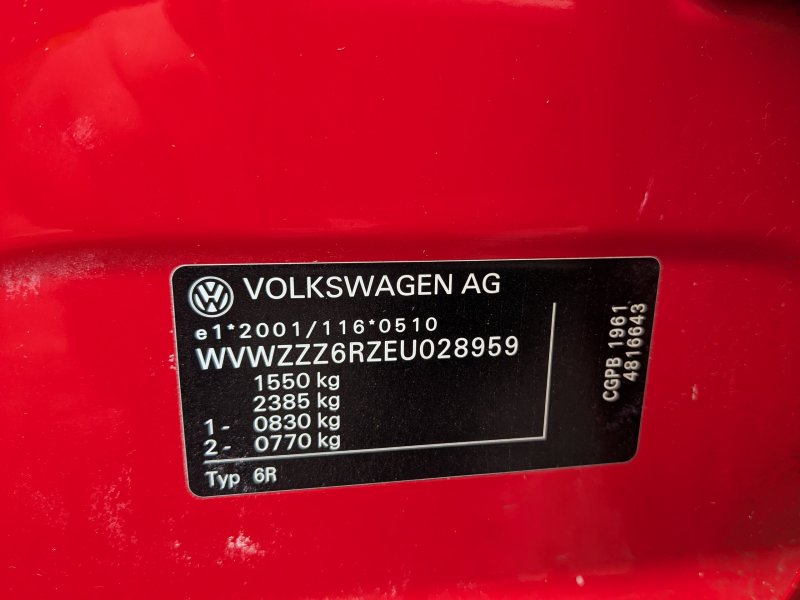 VOLKSWAGEN AG
e1*2001/116*0510
WVWZZZ6RZEU028959
1550 kg
2385 kg
1- 0830 kg
2- 0770 kg
Typ 6R
CGPB 1961
4816643